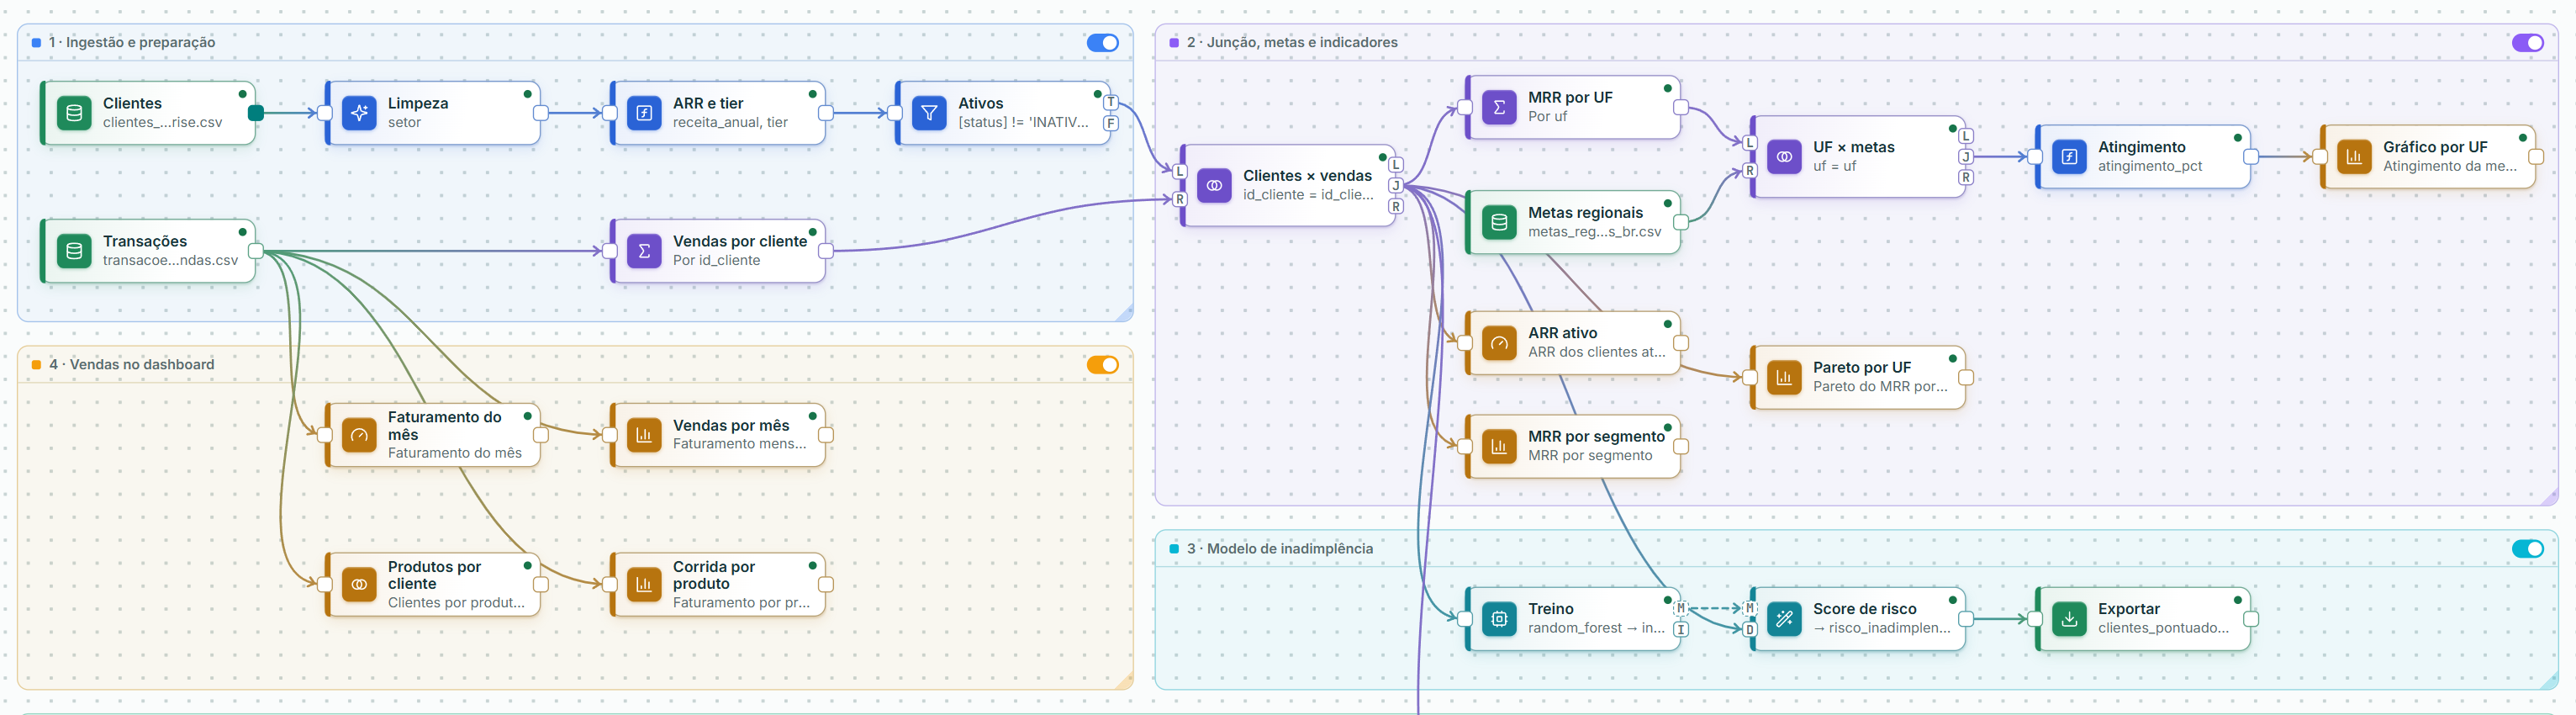 1 · Ingestão e preparação
Clientes
clientes_...rise.csv
Limpeza
setor
ARR e tier
receita_anual, tier
Ativos
[status] != 'INATIV...
T
F
Transações
transacoe...ndas.csv
Vendas por cliente
Por id_cliente
2 · Junção, metas e indicadores
L
R
Clientes × vendas
id_cliente = id_clie...
L
J
R
MRR por UF
Por uf
Metas regionais
metas_reg...s_br.csv
L
R
UF × metas
uf = uf
L
J
R
Atingimento
atingimento_pct
Gráfico por UF
Atingimento da me...
ARR ativo
ARR dos clientes at...
Pareto por UF
Pareto do MRR por...
MRR por segmento
MRR por segmento
4 · Vendas no dashboard
Faturamento do
mês
Faturamento do mês
Vendas por mês
Faturamento mens...
Produtos por
cliente
Clientes por produt...
Corrida por
produto
Faturamento por pr...
3 · Modelo de inadimplência
Treino
random_forest → in...
M
I
M
D
Score de risco
→ risco_inadimplen...
Exportar
clientes_pontuado...